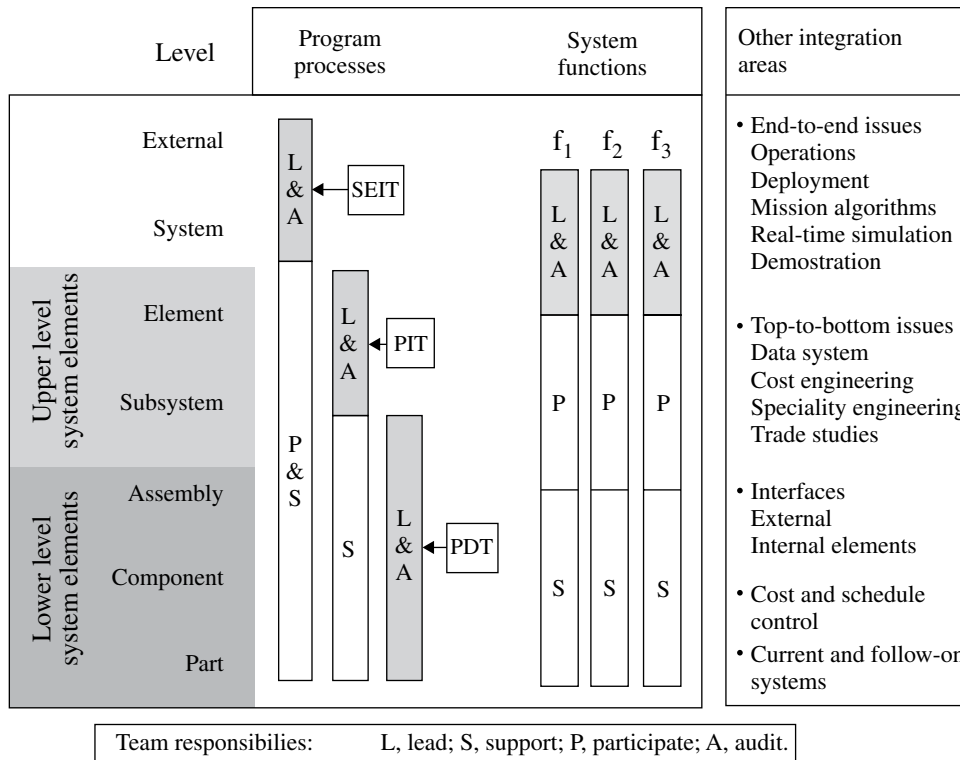 Level
Program
processes
System
functions
Other integration
areas
External
System
Upper level
system elements
Element
Subsystem
Lower level
system elements
Assembly
Component
Part
L
&
A
SEIT
P
&
S
L
&
A
PIT
S
L
&
A
PDT
f1
f2
f3
L
&
A
L
&
A
L
&
A
P
P
P
S
S
S
• End-to-end issues
Operations
Deployment
Mission algorithms
Real-time simulation
Demostration
• Top-to-bottom issues
Data system
Cost engineering
Speciality engineering
Trade studies
• Interfaces
External
Internal elements
• Cost and schedule
control
• Current and follow-on
systems
Team responsibilies: L, lead; S, support; P, participate; A, audit.